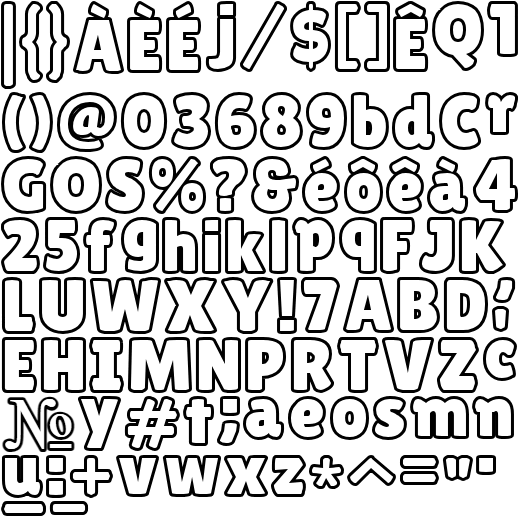 |{}ÀÈÉj/$[]ÊQ1
()@03689bdCr
GOS%?&éôêà4
25fghiklpqFJK
LUWXY!7ABD;
EHIMNPRTVZc
№y#t;aeosmn
u:+vwxz*^="·
_-